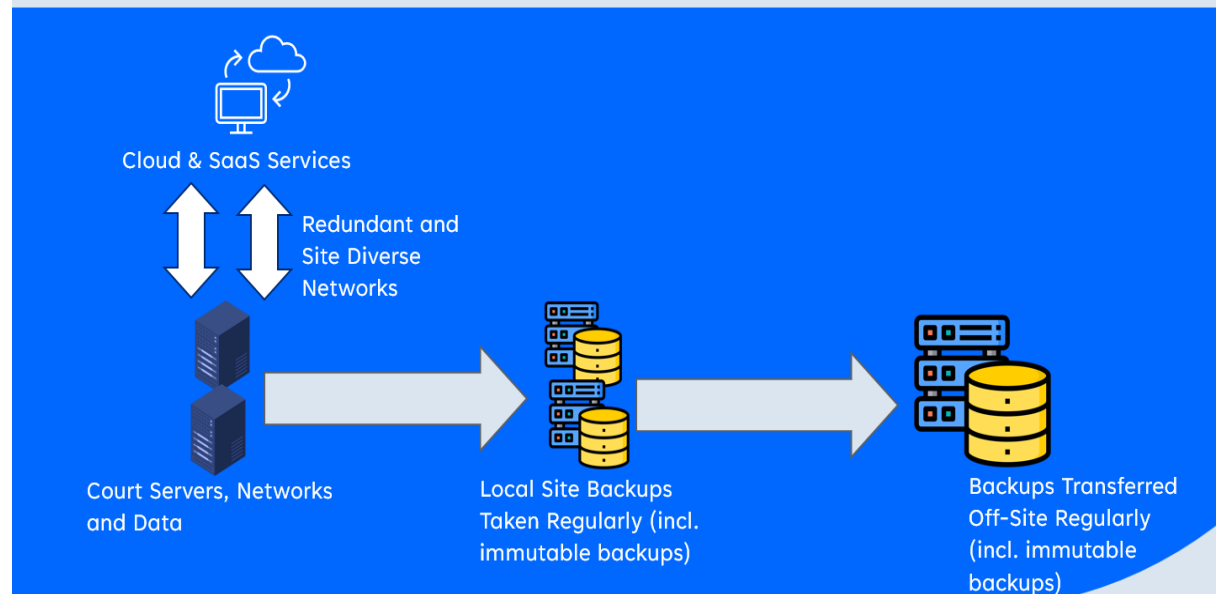 Cloud & SaaS Services
Redundant and
Site Diverse
Networks
Court Servers, Networks
and Data
Local Site Backups
Taken Regularly (incl.
immutable backups)
Backups Transferred
Off-Site Regularly
(incl. immutable
backups)